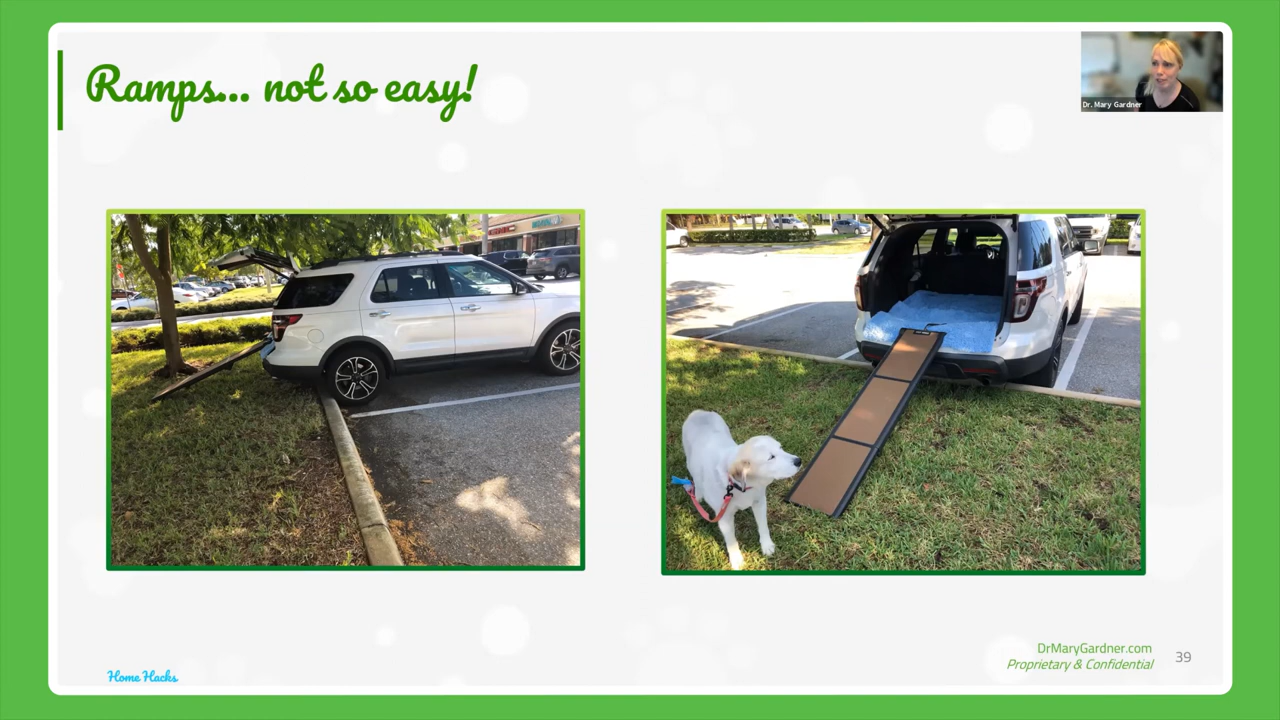 Ramps... not so easy!
Dr. Mary Gardner
DrMaryGardner.com
Proprietary & Confidential
39
Home Hacks